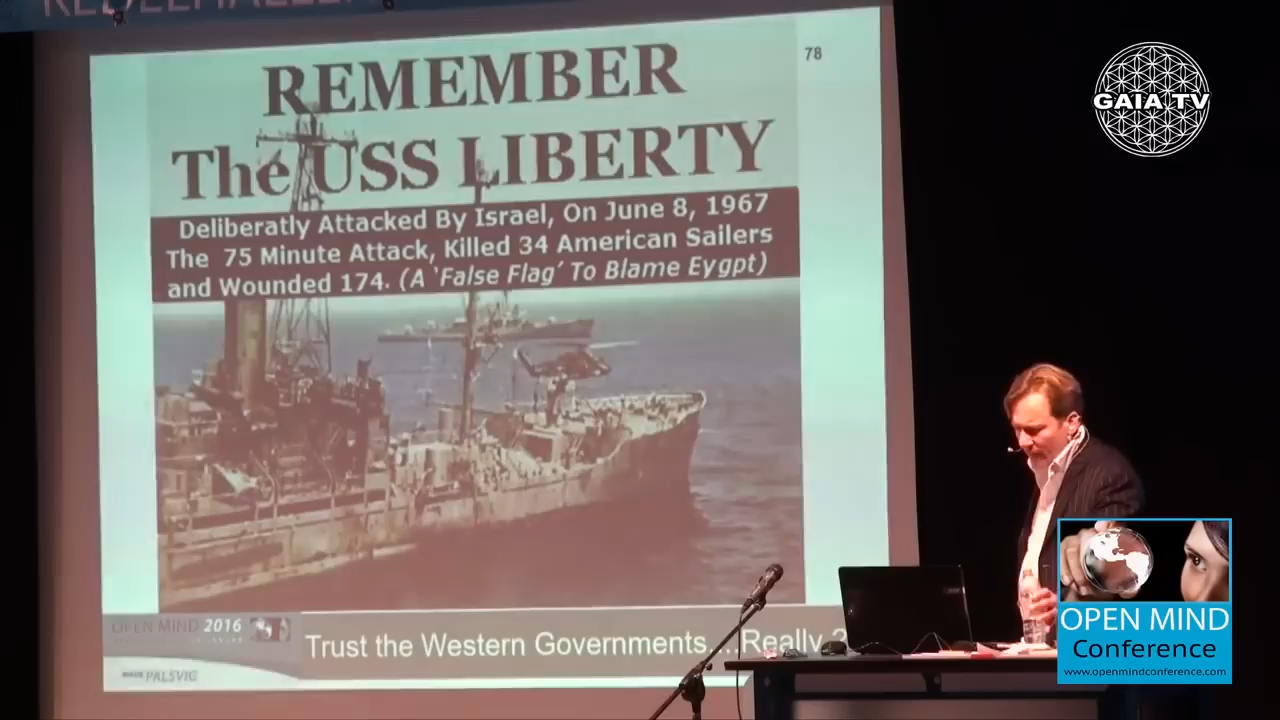 78
REMEMBER
The USS LIBERTY
Deliberatly Attacked By Israel, On June 8, 1967
The 75 Minute Attack, Killed 34 American Sailers
and Wounded 174. (A 'False Flag' To Blame Eygpt)
OPEN MIND 2016
Trust the Western Governments....Really ?
PALSVIG
GAIA.TV
OPEN MIND
Conference
www.openmindconference.com